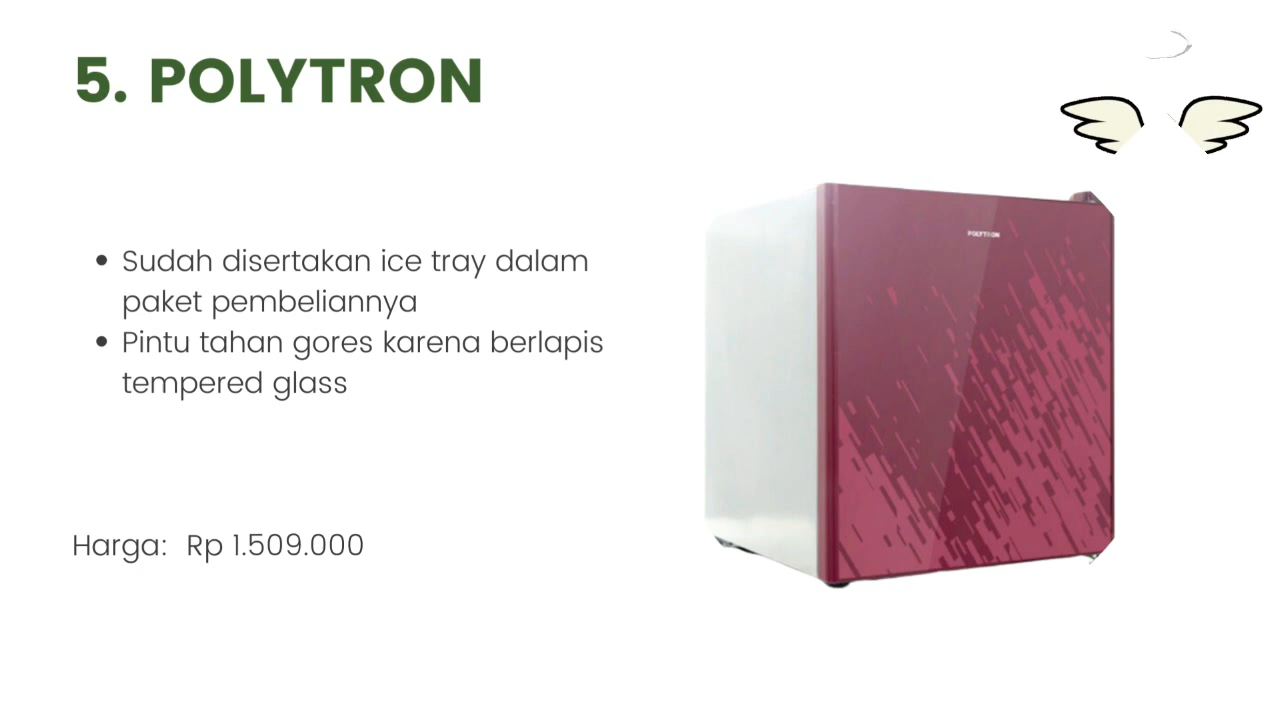 5. POLYTRON
POLYTRON
• Sudah disertakan ice tray dalam
paket pembeliannya
• Pintu tahan gores karena berlapis
tempered glass
Harga: Rp 1.509.000